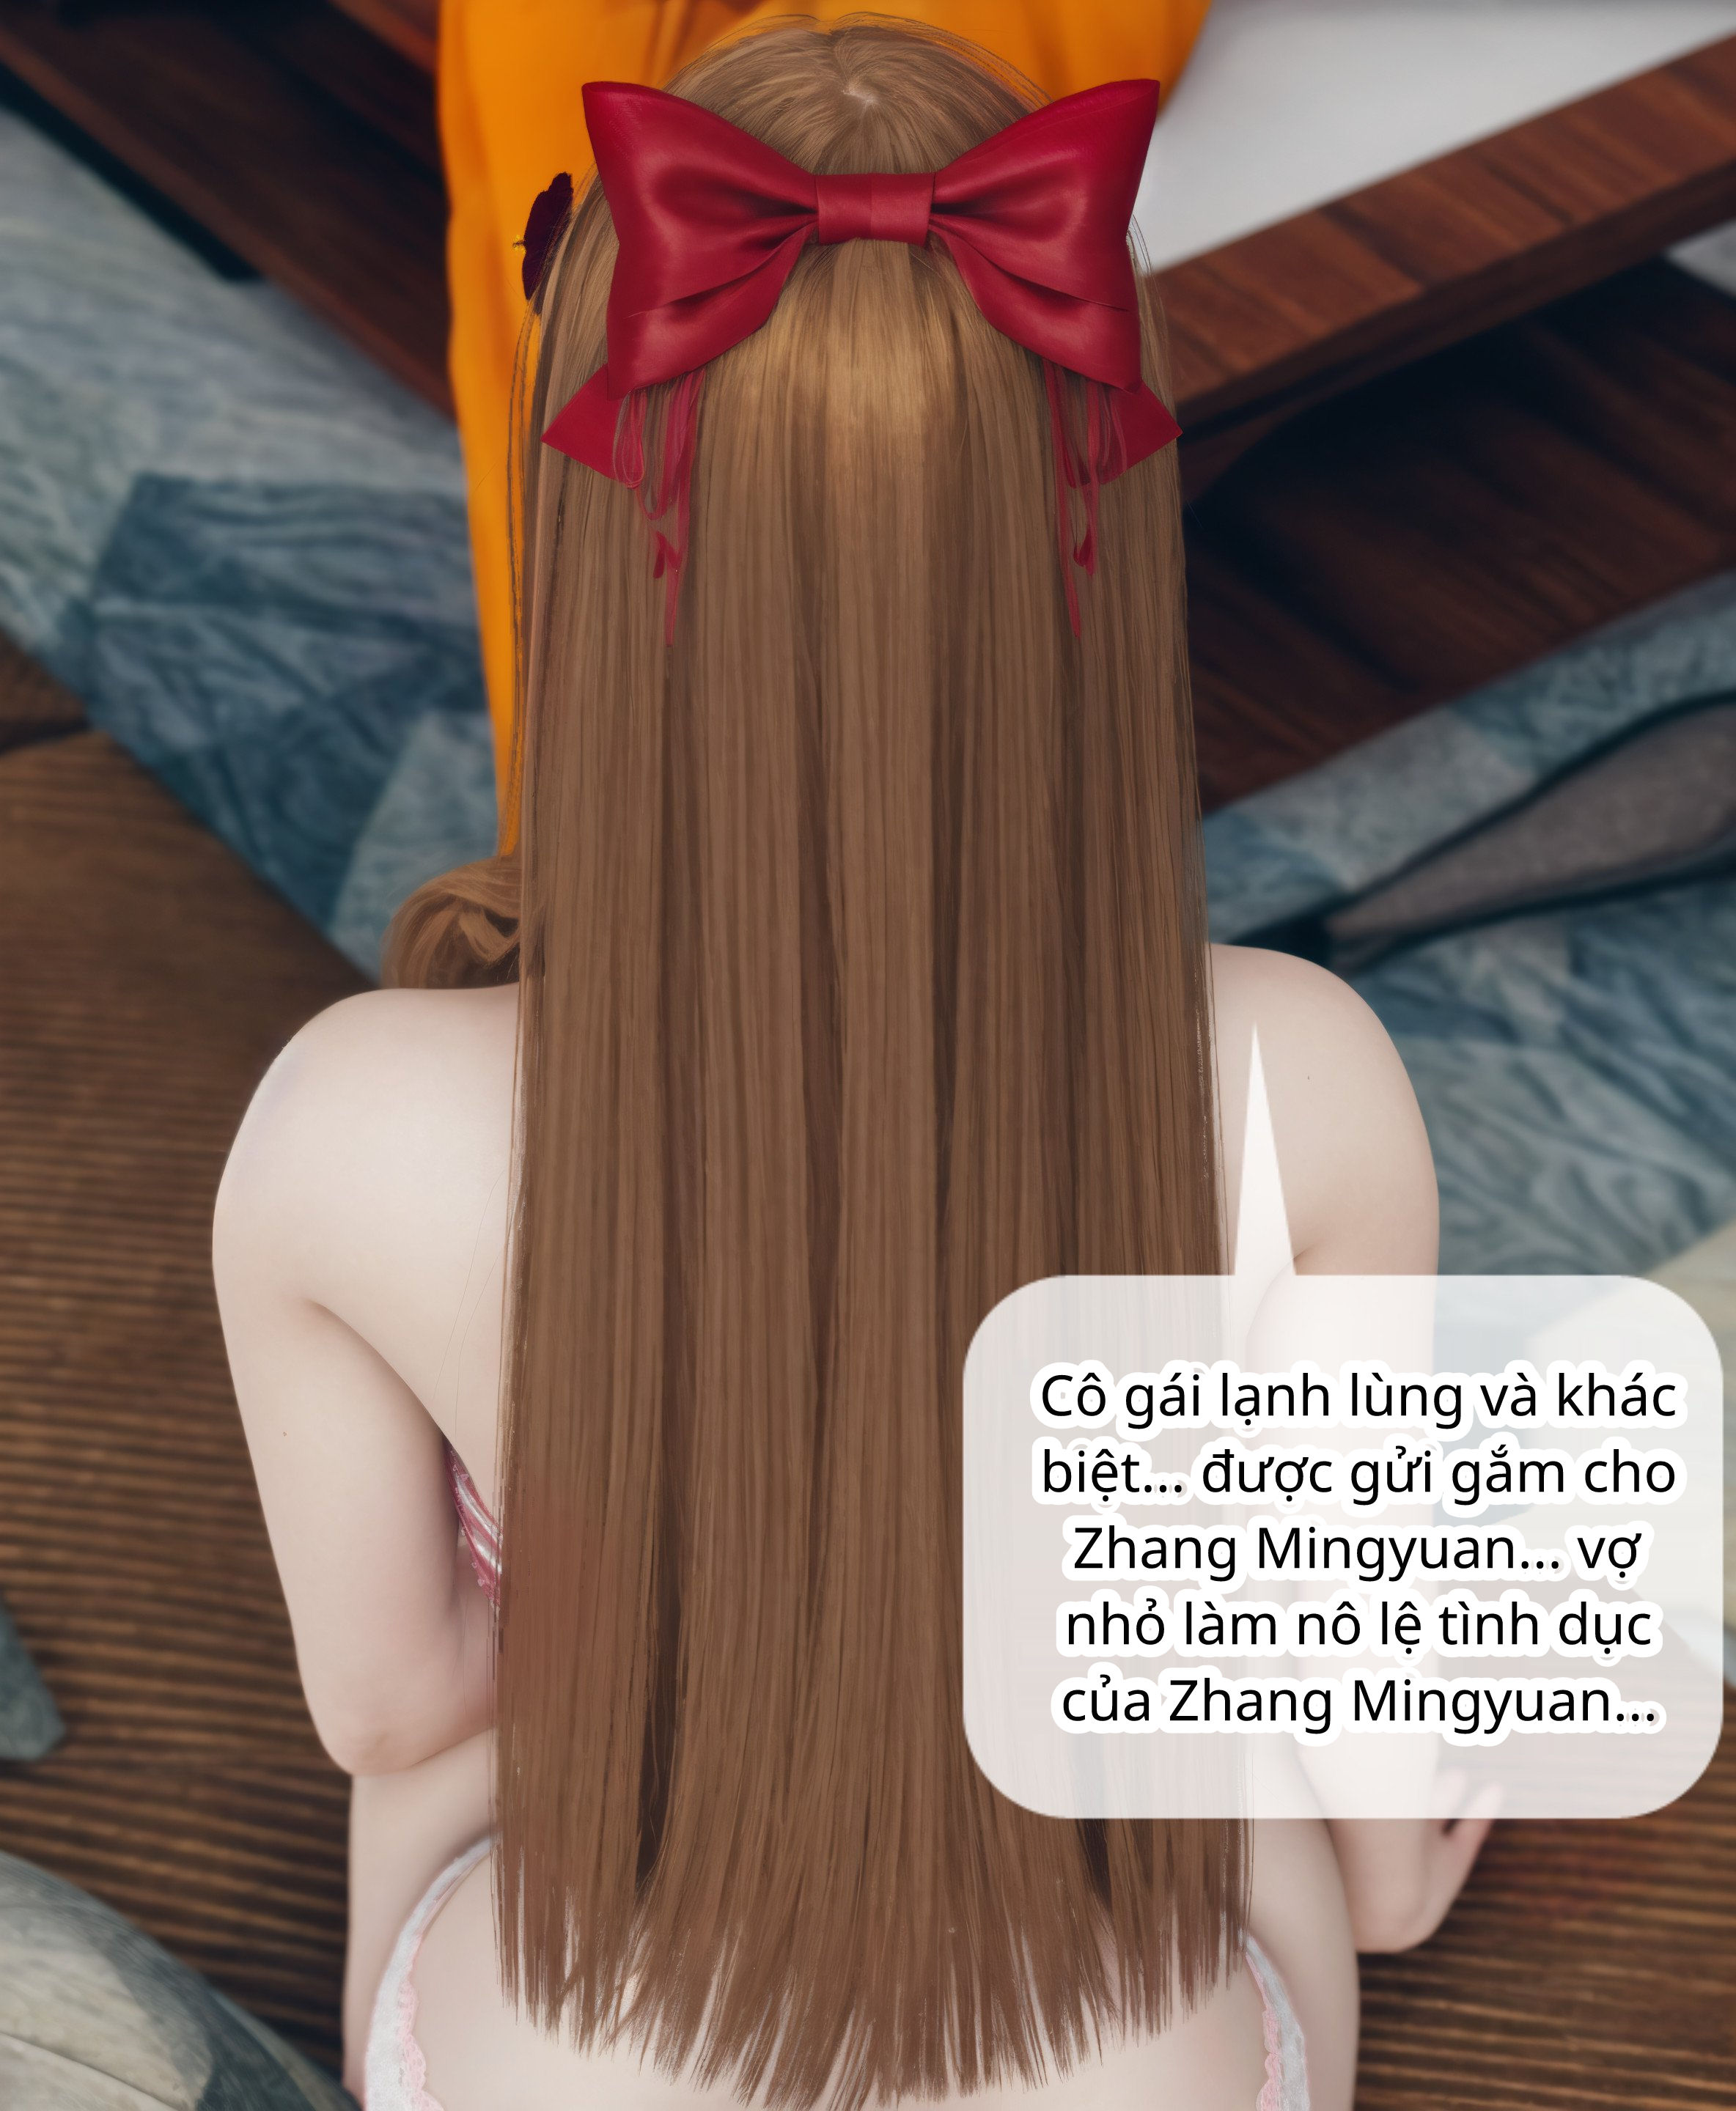 Cô gái lạnh lùng và khác
biệt... được gửi gắm cho
Zhang Mingyuan... vợ
nhỏ làm nô lệ tình dục
của Zhang Mingyuan...